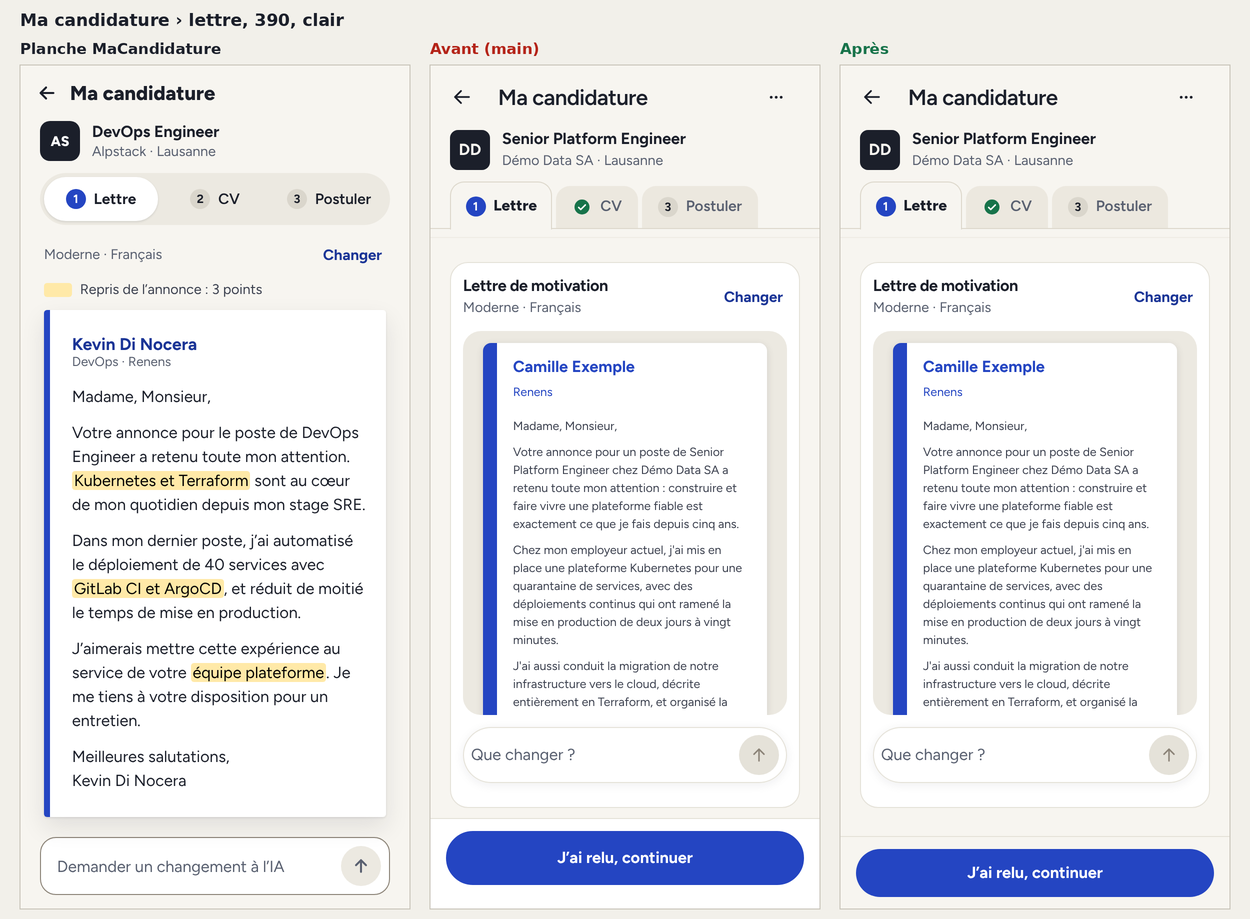 Ma candidature › lettre, 390, clair
Planche MaCandidature
Ma candidature
AS
DevOps Engineer
Alpstack · Lausanne
1 Lettre
2 CV
3 Postuler
Moderne · Français
Changer
Repris de l’annonce : 3 points
Kevin Di Nocera
DevOps · Renens
Madame, Monsieur,
Votre annonce pour le poste de DevOps
Engineer a retenu toute mon attention.
Kubernetes et Terraform sont au cœur
de mon quotidien depuis mon stage SRE.
Dans mon dernier poste, j’ai automatisé
le déploiement de 40 services avec
GitLab CI et ArgoCD, et réduit de moitié
le temps de mise en production.
J’aimerais mettre cette expérience au
service de votre équipe plateforme. Je
me tiens à votre disposition pour un
entretien.
Meilleures salutations,
Kevin Di Nocera
Demander un changement à l’IA
Avant (main)
Ma candidature
DD
Senior Platform Engineer
Démo Data SA · Lausanne
1 Lettre
CV
3 Postuler
Lettre de motivation
Moderne · Français
Changer
Camille Exemple
Renens
Madame, Monsieur,
Votre annonce pour un poste de Senior
Platform Engineer chez Démo Data SA a
retenu toute mon attention : construire et
faire vivre une plateforme fiable est
exactement ce que je fais depuis cinq ans.
Chez mon employeur actuel, j'ai mis en
place une plateforme Kubernetes pour une
quarantaine de services, avec des
déploiements continus qui ont ramené la
mise en production de deux jours à vingt
minutes.
J'ai aussi conduit la migration de notre
infrastructure vers le cloud, décrite
entièrement en Terraform, et organisé la
Que changer ?
J’ai relu, continuer
Après
Ma candidature
DD
Senior Platform Engineer
Démo Data SA · Lausanne
1 Lettre
CV
3 Postuler
Lettre de motivation
Moderne · Français
Changer
Camille Exemple
Renens
Madame, Monsieur,
Votre annonce pour un poste de Senior
Platform Engineer chez Démo Data SA a
retenu toute mon attention : construire et
faire vivre une plateforme fiable est
exactement ce que je fais depuis cinq ans.
Chez mon employeur actuel, j'ai mis en
place une plateforme Kubernetes pour une
quarantaine de services, avec des
déploiements continus qui ont ramené la
mise en production de deux jours à vingt
minutes.
J'ai aussi conduit la migration de notre
infrastructure vers le cloud, décrite
entièrement en Terraform, et organisé la
Que changer ?
J’ai relu, continuer